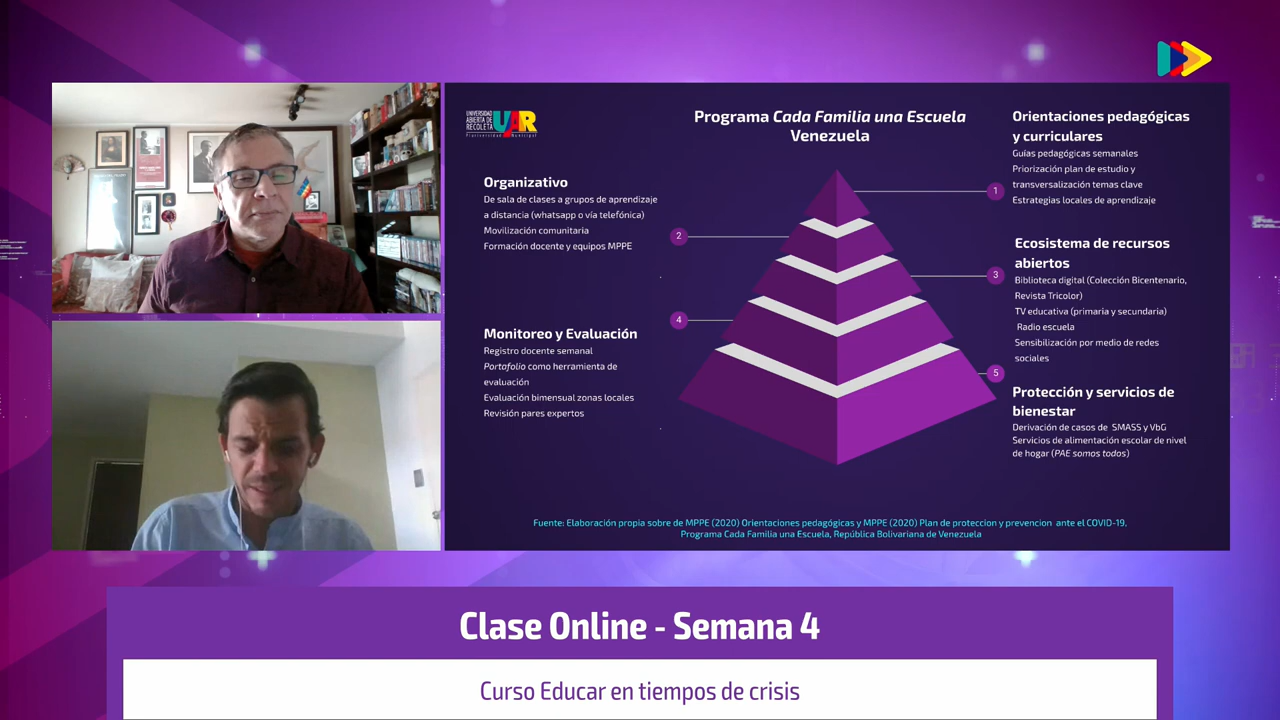 UNIVERSIDAD
ABIERTA DE
RECOLETA
UAR
Programa Cada Familia una Escuela
Venezuela
Organizativo
De sala de clases a grupos de aprendizaje
a distancia (whatsapp o vía telefónica)
Movilización comunitaria
Formación docente y equipos MPPE
2
Monitoreo y Evaluación
Registro docente semanal
Portafolio como herramienta de
evaluación
Evaluación bimensual zonas locales
Revisión pares expertos
4
Orientaciones pedagógicas
y curriculares
Guías pedagógicas semanales
Priorización plan de estudio y
transversalización temas clave
Estrategias locales de aprendizaje
1
Ecosistema de recursos
abiertos
Biblioteca digital (Colección Bicentenario,
Revista Tricolor)
TV educativa (primaria y secundaria)
Radio escuela
Sensibilización por medio de redes
sociales
3
Protección y servicios de
bienestar
Derivación de casos de SMASS y VbG
Servicios de alimentación escolar de nivel
de hogar (PAE somos todos)
5
Fuente: Elaboración propia sobre de MPPE (2020) Orientaciones pedagógicas y MPPE (2020) Plan de proteccion y prevencion ante el COVID-19,
Programa Cada Familia una Escuela, República Bolivariana de Venezuela
Clase Online - Semana 4
Curso Educar en tiempos de crisis